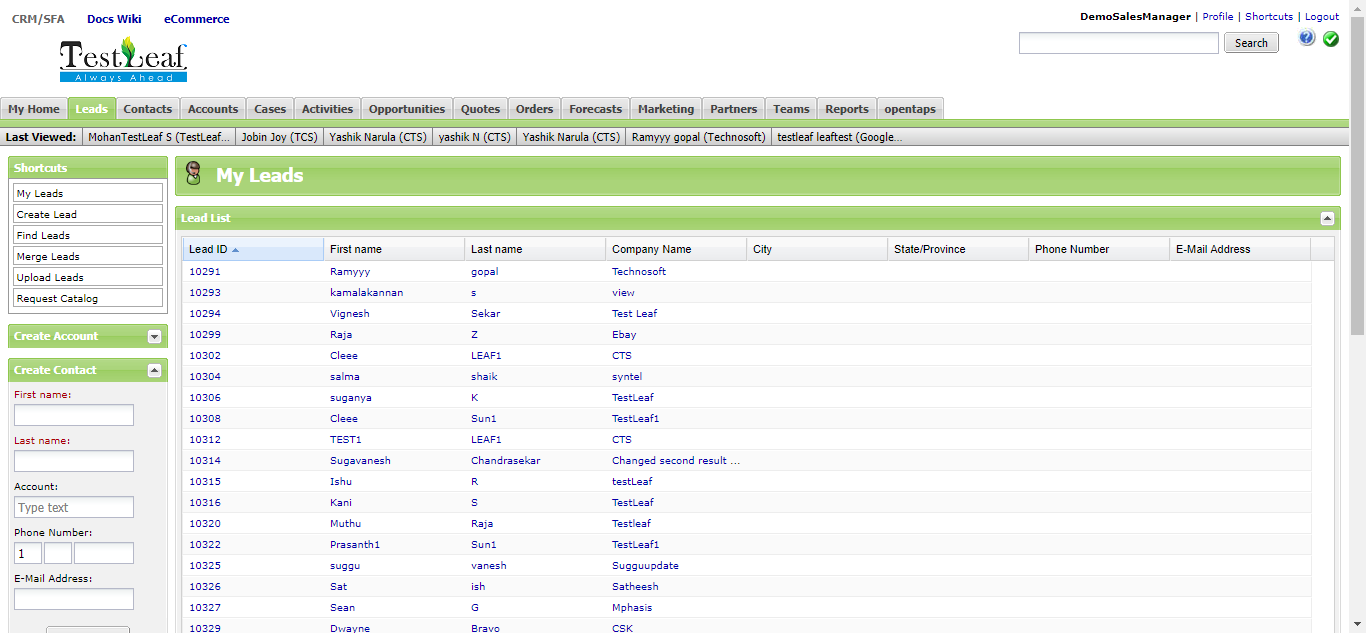 CRM/SFA Docs Wiki eCommerce
DemoSalesManager | Profile | Shortcuts | Logout
TestLeaf
Always Ahead
Search
My Home Leads Contacts Accounts Cases Activities Opportunities Quotes Orders Forecasts Marketing Partners Teams Reports opentaps
Last Viewed: MohanTestLeaf S (TestLeaf... Jobin Joy (TCS) Yashik Narula (CTS) yashik N (CTS) Yashik Narula (CTS) Ramyyy gopal (Technosoft) testleaf leaftest (Google...
Shortcuts
My Leads
Create Lead
Find Leads
Merge Leads
Upload Leads
Request Catalog
Create Account
Create Contact
First name:
Last name:
Account:
Type text
Phone Number:
1
E-Mail Address:
My Leads
Lead List
Lead ID First name Last name Company Name City State/Province Phone Number E-Mail Address
10291 Ramyyy gopal Technosoft
10293 kamalakannan s view
10294 Vignesh Sekar Test Leaf
10299 Raja Z Ebay
10302 Cleee LEAF1 CTS
10304 salma shaik syntel
10306 suganya K TestLeaf
10308 Cleee Sun1 TestLeaf1
10312 TEST1 LEAF1 CTS
10314 Sugavanesh Chandrasekar Changed second result ...
10315 Ishu R testLeaf
10316 Kani S TestLeaf
10320 Muthu Raja Testleaf
10322 Prasanth1 Sun1 TestLeaf1
10325 suggu vanesh Sugguupdate
10326 Sat ish Satheesh
10327 Sean G Mphasis
10329 Dwayne Bravo CSK